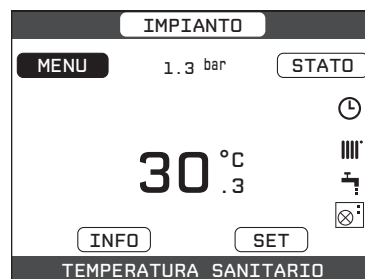 IMPIANTO
MENU 1.3 bar STATO
30.3 °C
INFO SET
TEMPERATURA SANITARIO